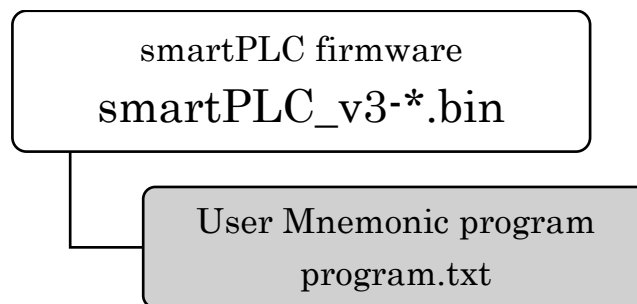 smartPLC firmware
smartPLC_v3-*.bin
User Mnemonic program
program.txt